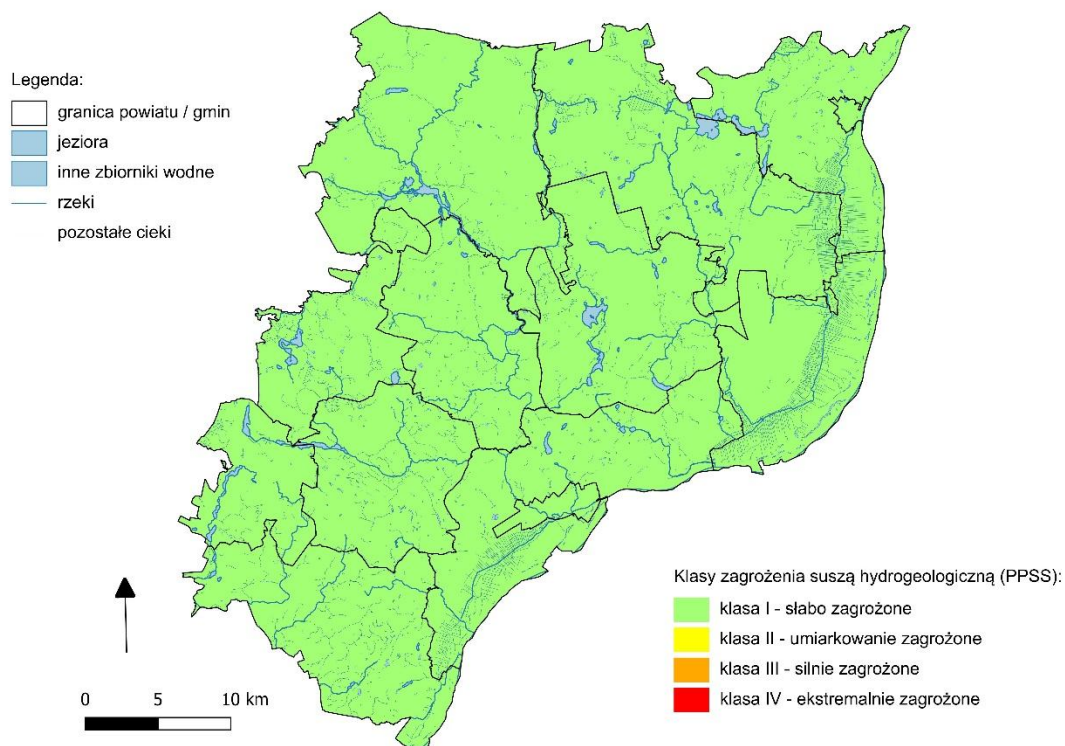 Legenda:
granica powiatu / gmin
jeziora
inne zbiorniki wodne
rzeki
pozostałe cieki
Klasy zagrożenia suszą hydrogeologiczną (PPSS):
klasa I - słabo zagrożone
klasa II - umiarkowanie zagrożone
klasa III - silnie zagrożone
klasa IV - ekstremalnie zagrożone
0 5 10 km